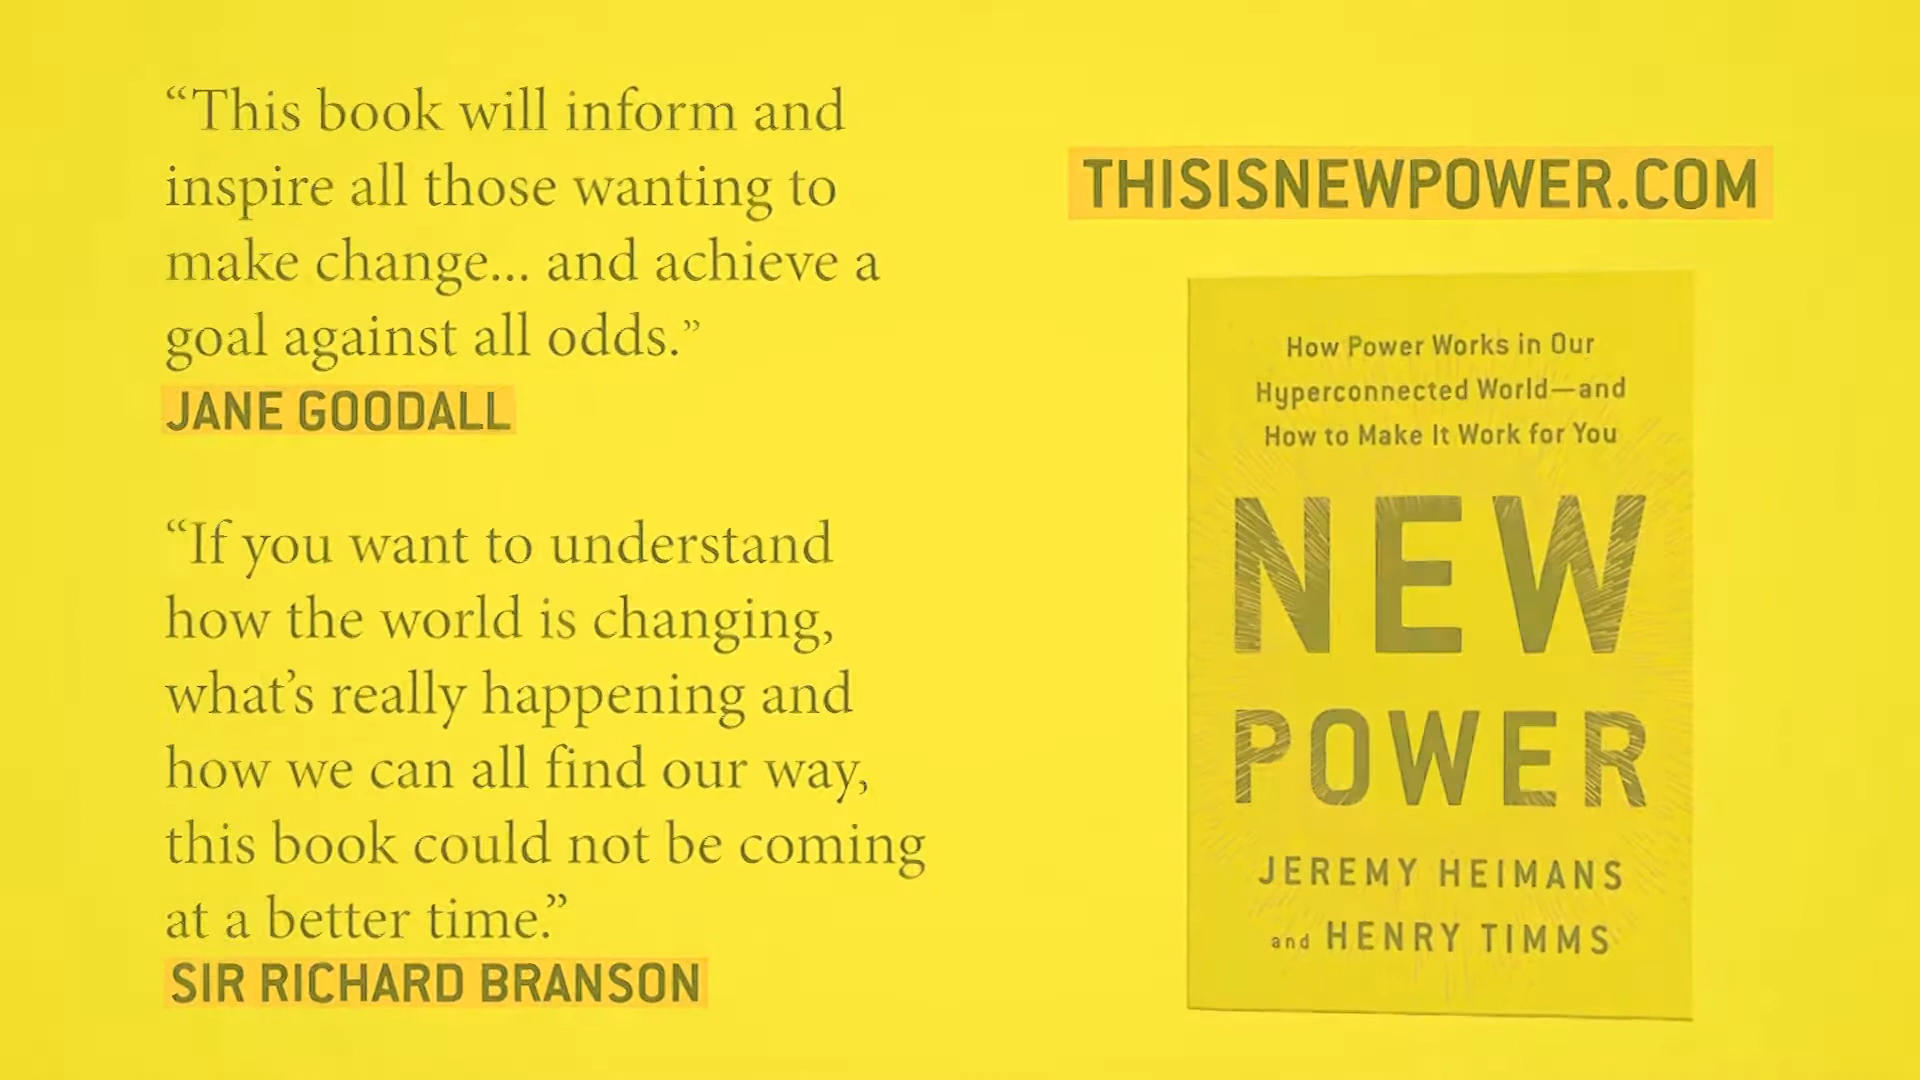 “This book will inform and
inspire all those wanting to
make change... and achieve a
goal against all odds.”
JANE GOODALL
“If you want to understand
how the world is changing,
what’s really happening and
how we can all find our way,
this book could not be coming
at a better time.”
SIR RICHARD BRANSON
THISISNEWPOWER.COM
How Power Works in Our
Hyperconnected World—and
How to Make It Work for You
NEW
POWER
JEREMY HEIMANS
and HENRY TIMMS